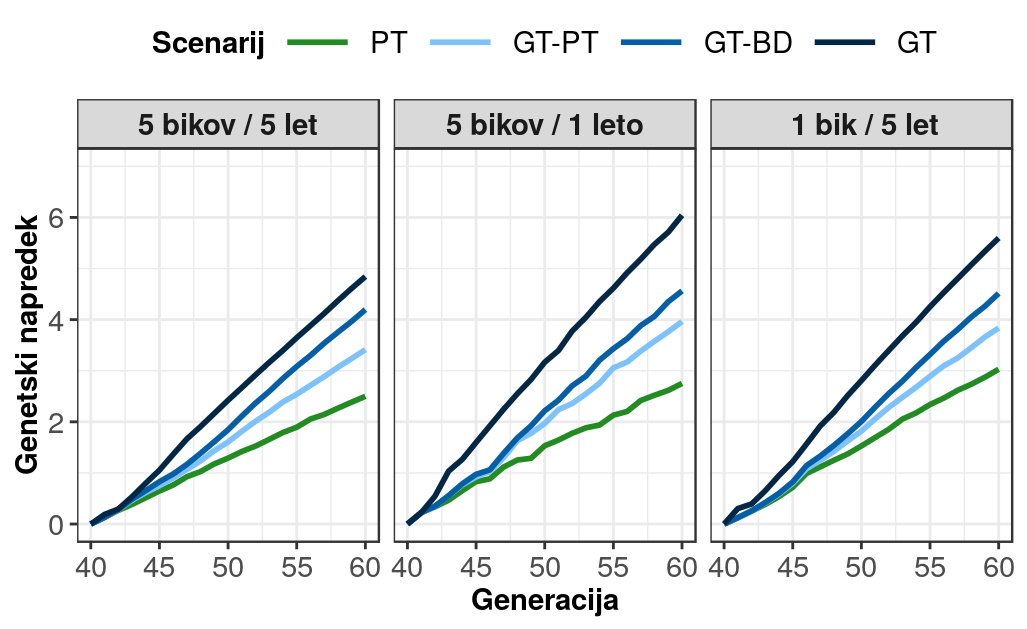 Scenarij PT GT-PT GT-BD GT
5 bikov / 5 let 5 bikov / 1 leto 1 bik / 5 let
Genetski napredek
6
4
2
0
40 45 50 55 60 40 45 50 55 60 40 45 50 55 60
Generacija